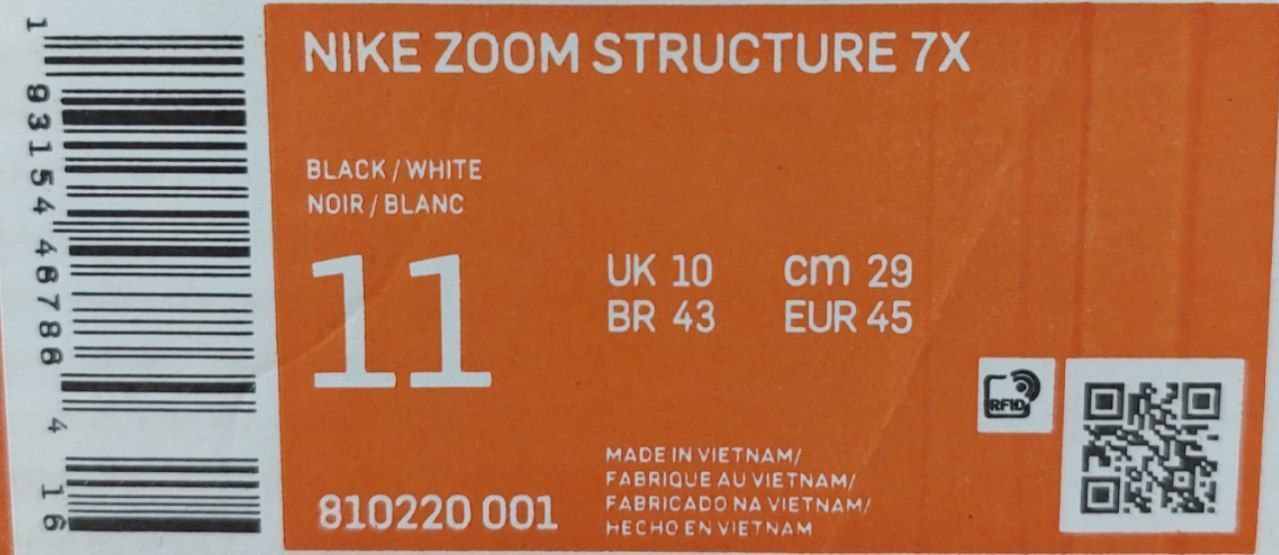 NIKE ZOOM STRUCTURE 7X
BLACK / WHITE
NOIR / BLANC
11
UK 10 cm 29
BR 43 EUR 45
RFID
MADE IN VIETNAM/
FABRIQUE AU VIETNAM/
FABRICADO NA VIETNAM/
HECHO EN VIETNAM
810220 001
1 93154 46786 4 16